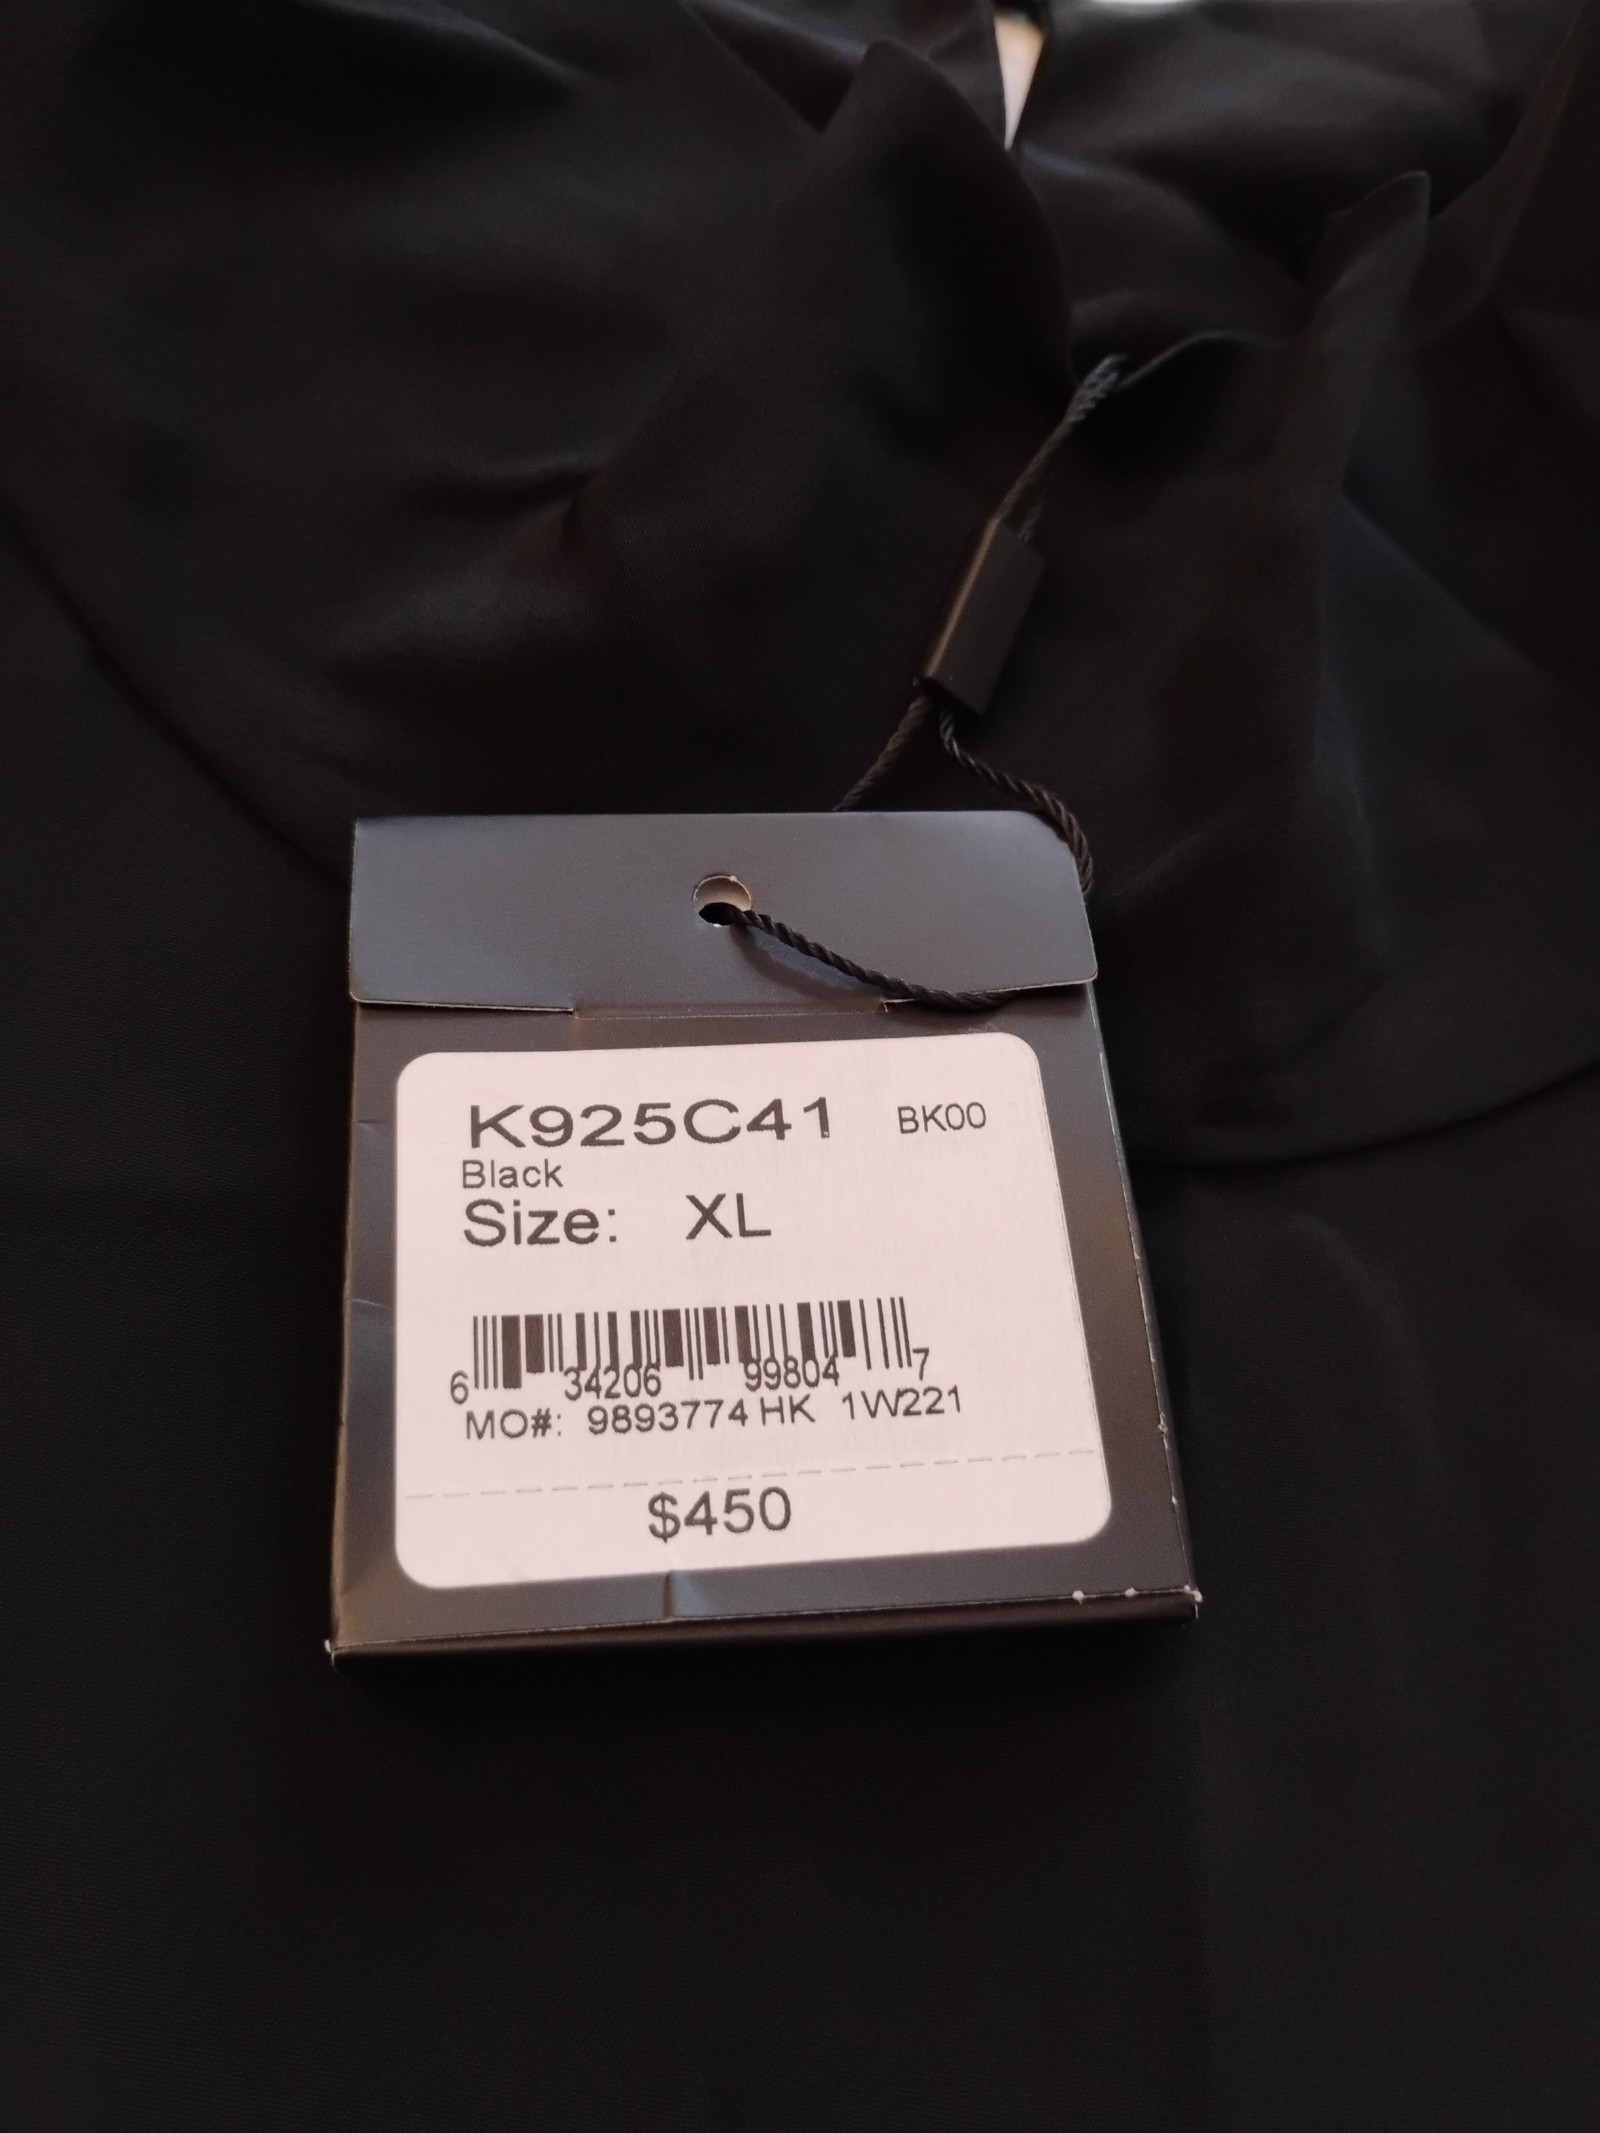 K925C41 BK00
Black
Size: XL
6 34206 99804 7
MO#: 9893774 HK 1W221
$450